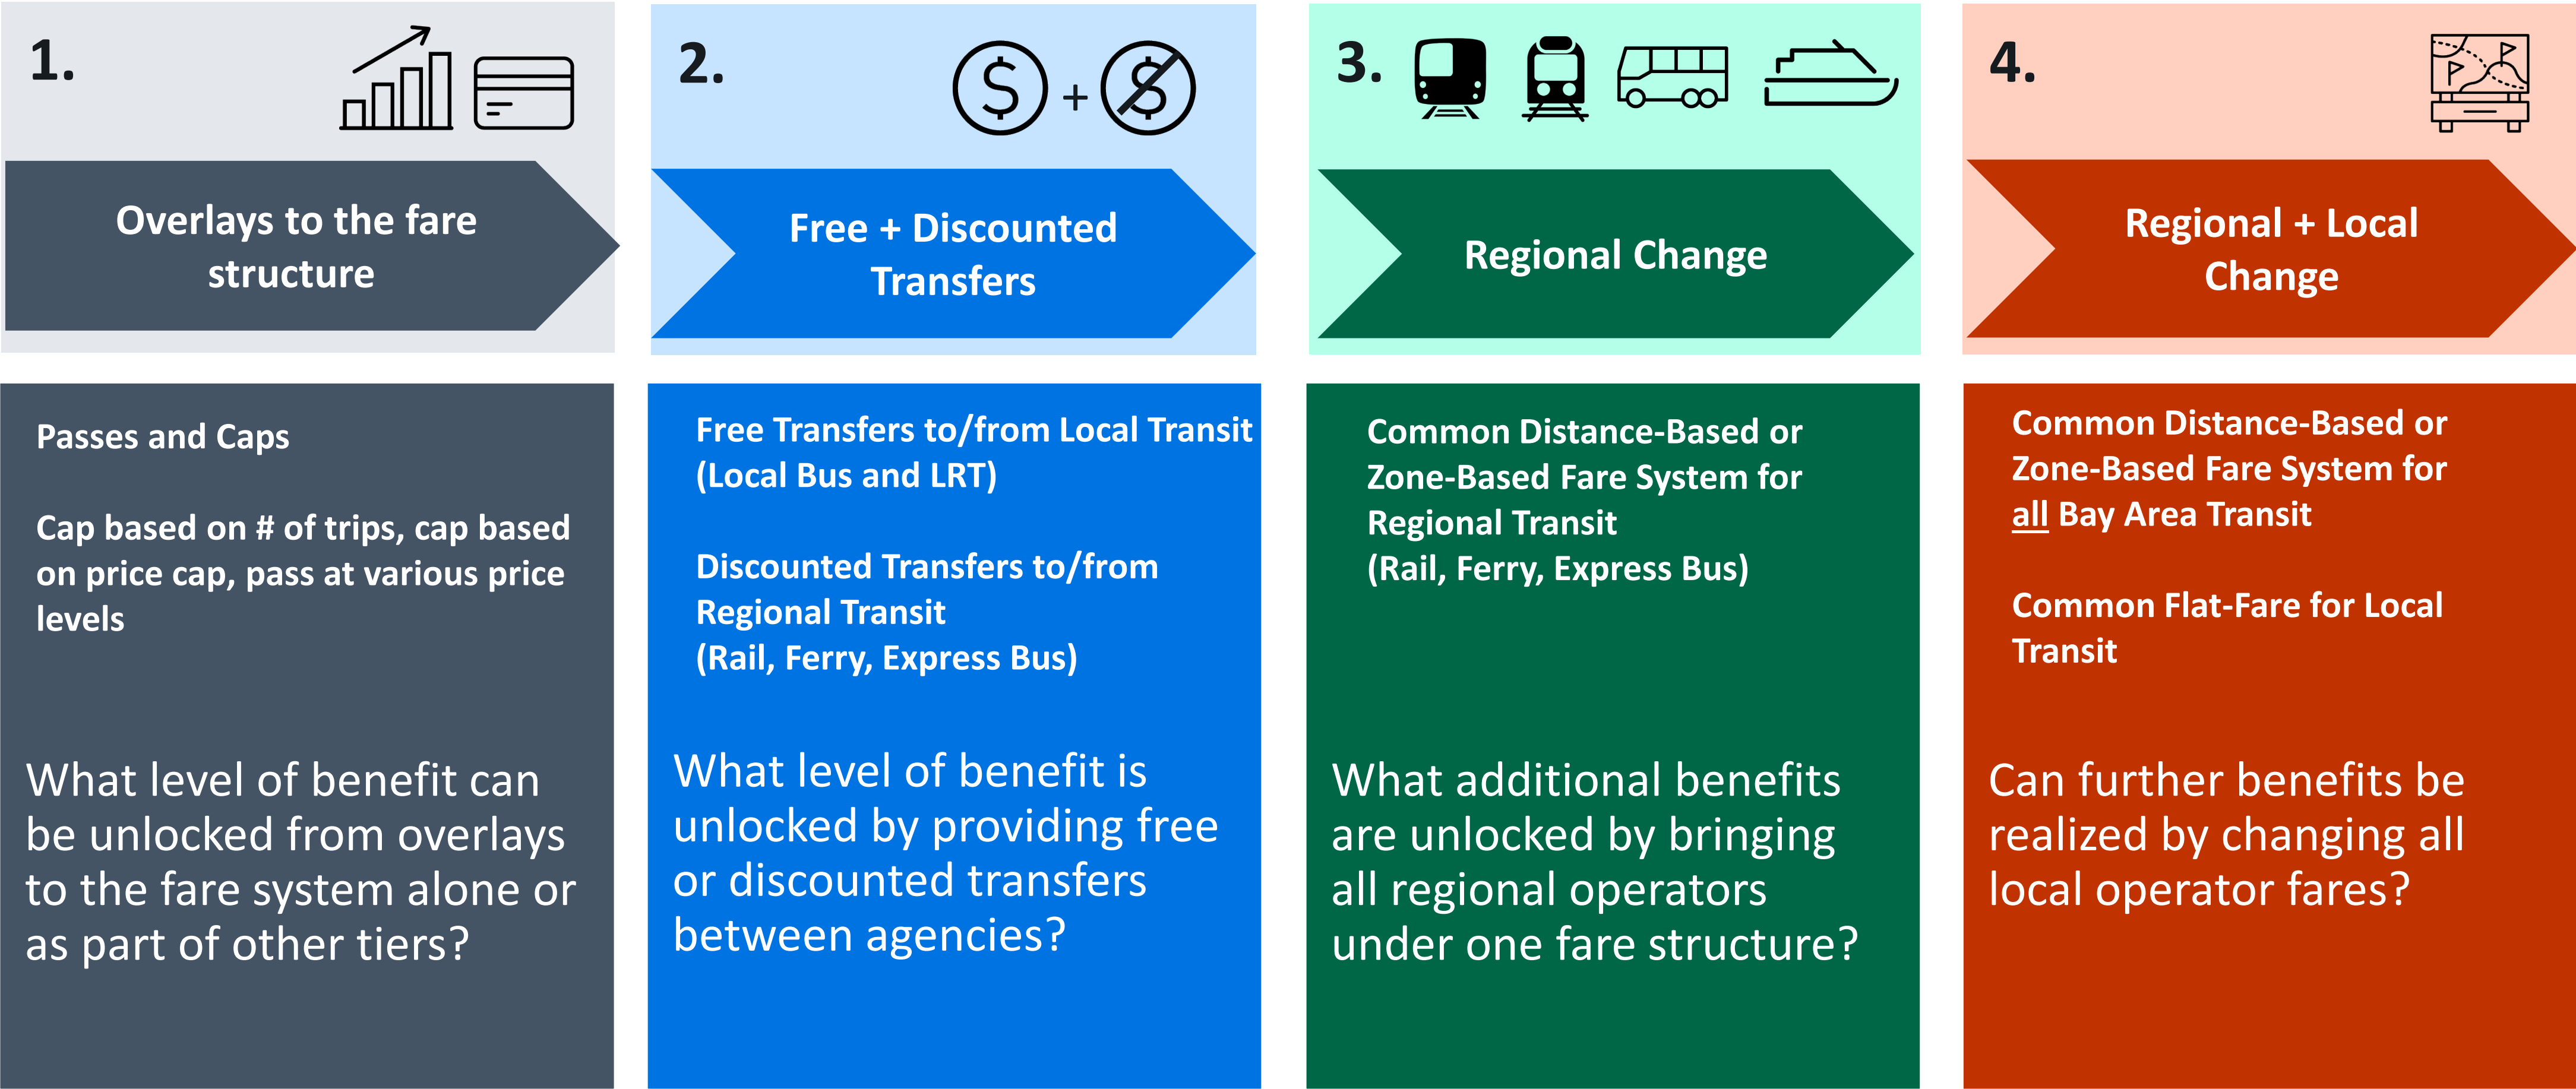 1.
Overlays to the fare
structure
Passes and Caps
Cap based on # of trips, cap based
on price cap, pass at various price
levels
What level of benefit can
be unlocked from overlays
to the fare system alone or
as part of other tiers?
2.
$ + $
Free + Discounted
Transfers
Free Transfers to/from Local Transit
(Local Bus and LRT)
Discounted Transfers to/from
Regional Transit
(Rail, Ferry, Express Bus)
What level of benefit is
unlocked by providing free
or discounted transfers
between agencies?
3.
Regional Change
Common Distance-Based or
Zone-Based Fare System for
Regional Transit
(Rail, Ferry, Express Bus)
What additional benefits
are unlocked by bringing
all regional operators
under one fare structure?
4.
Regional + Local
Change
Common Distance-Based or
Zone-Based Fare System for
all Bay Area Transit
Common Flat-Fare for Local
Transit
Can further benefits be
realized by changing all
local operator fares?